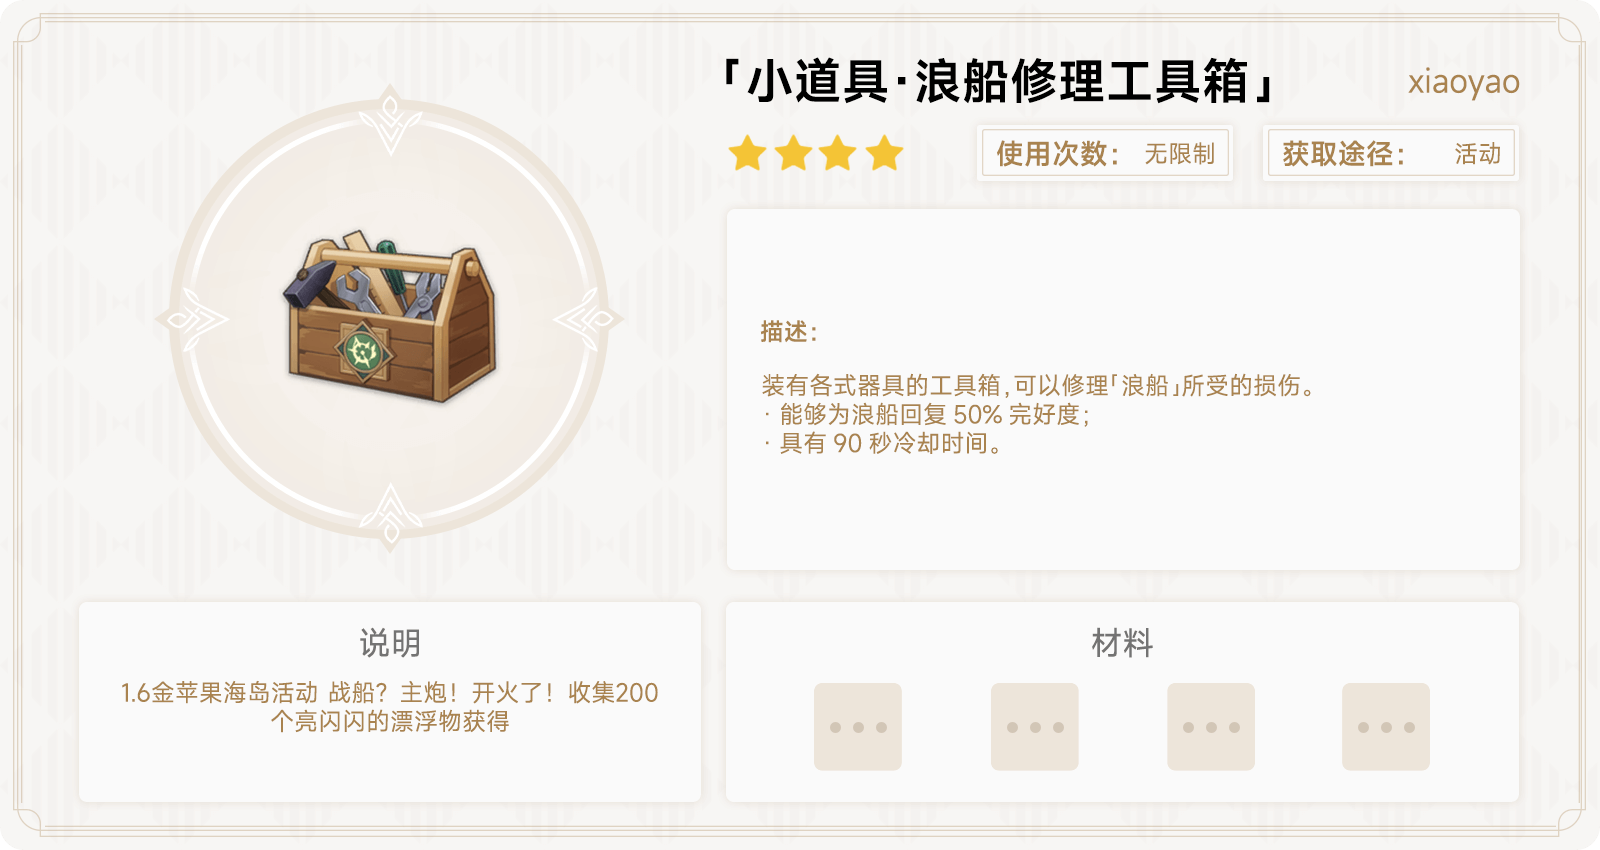 「小道具·浪船修理工具箱」
xiaoyao
使用次数： 无限制
获取途径： 活动
描述：
装有各式器具的工具箱，可以修理「浪船」所受的损伤。
· 能够为浪船回复 50% 完好度；
· 具有 90 秒冷却时间。
说明
1.6金苹果海岛活动 战船？主炮！开火了！收集200
个亮闪闪的漂浮物获得
材料